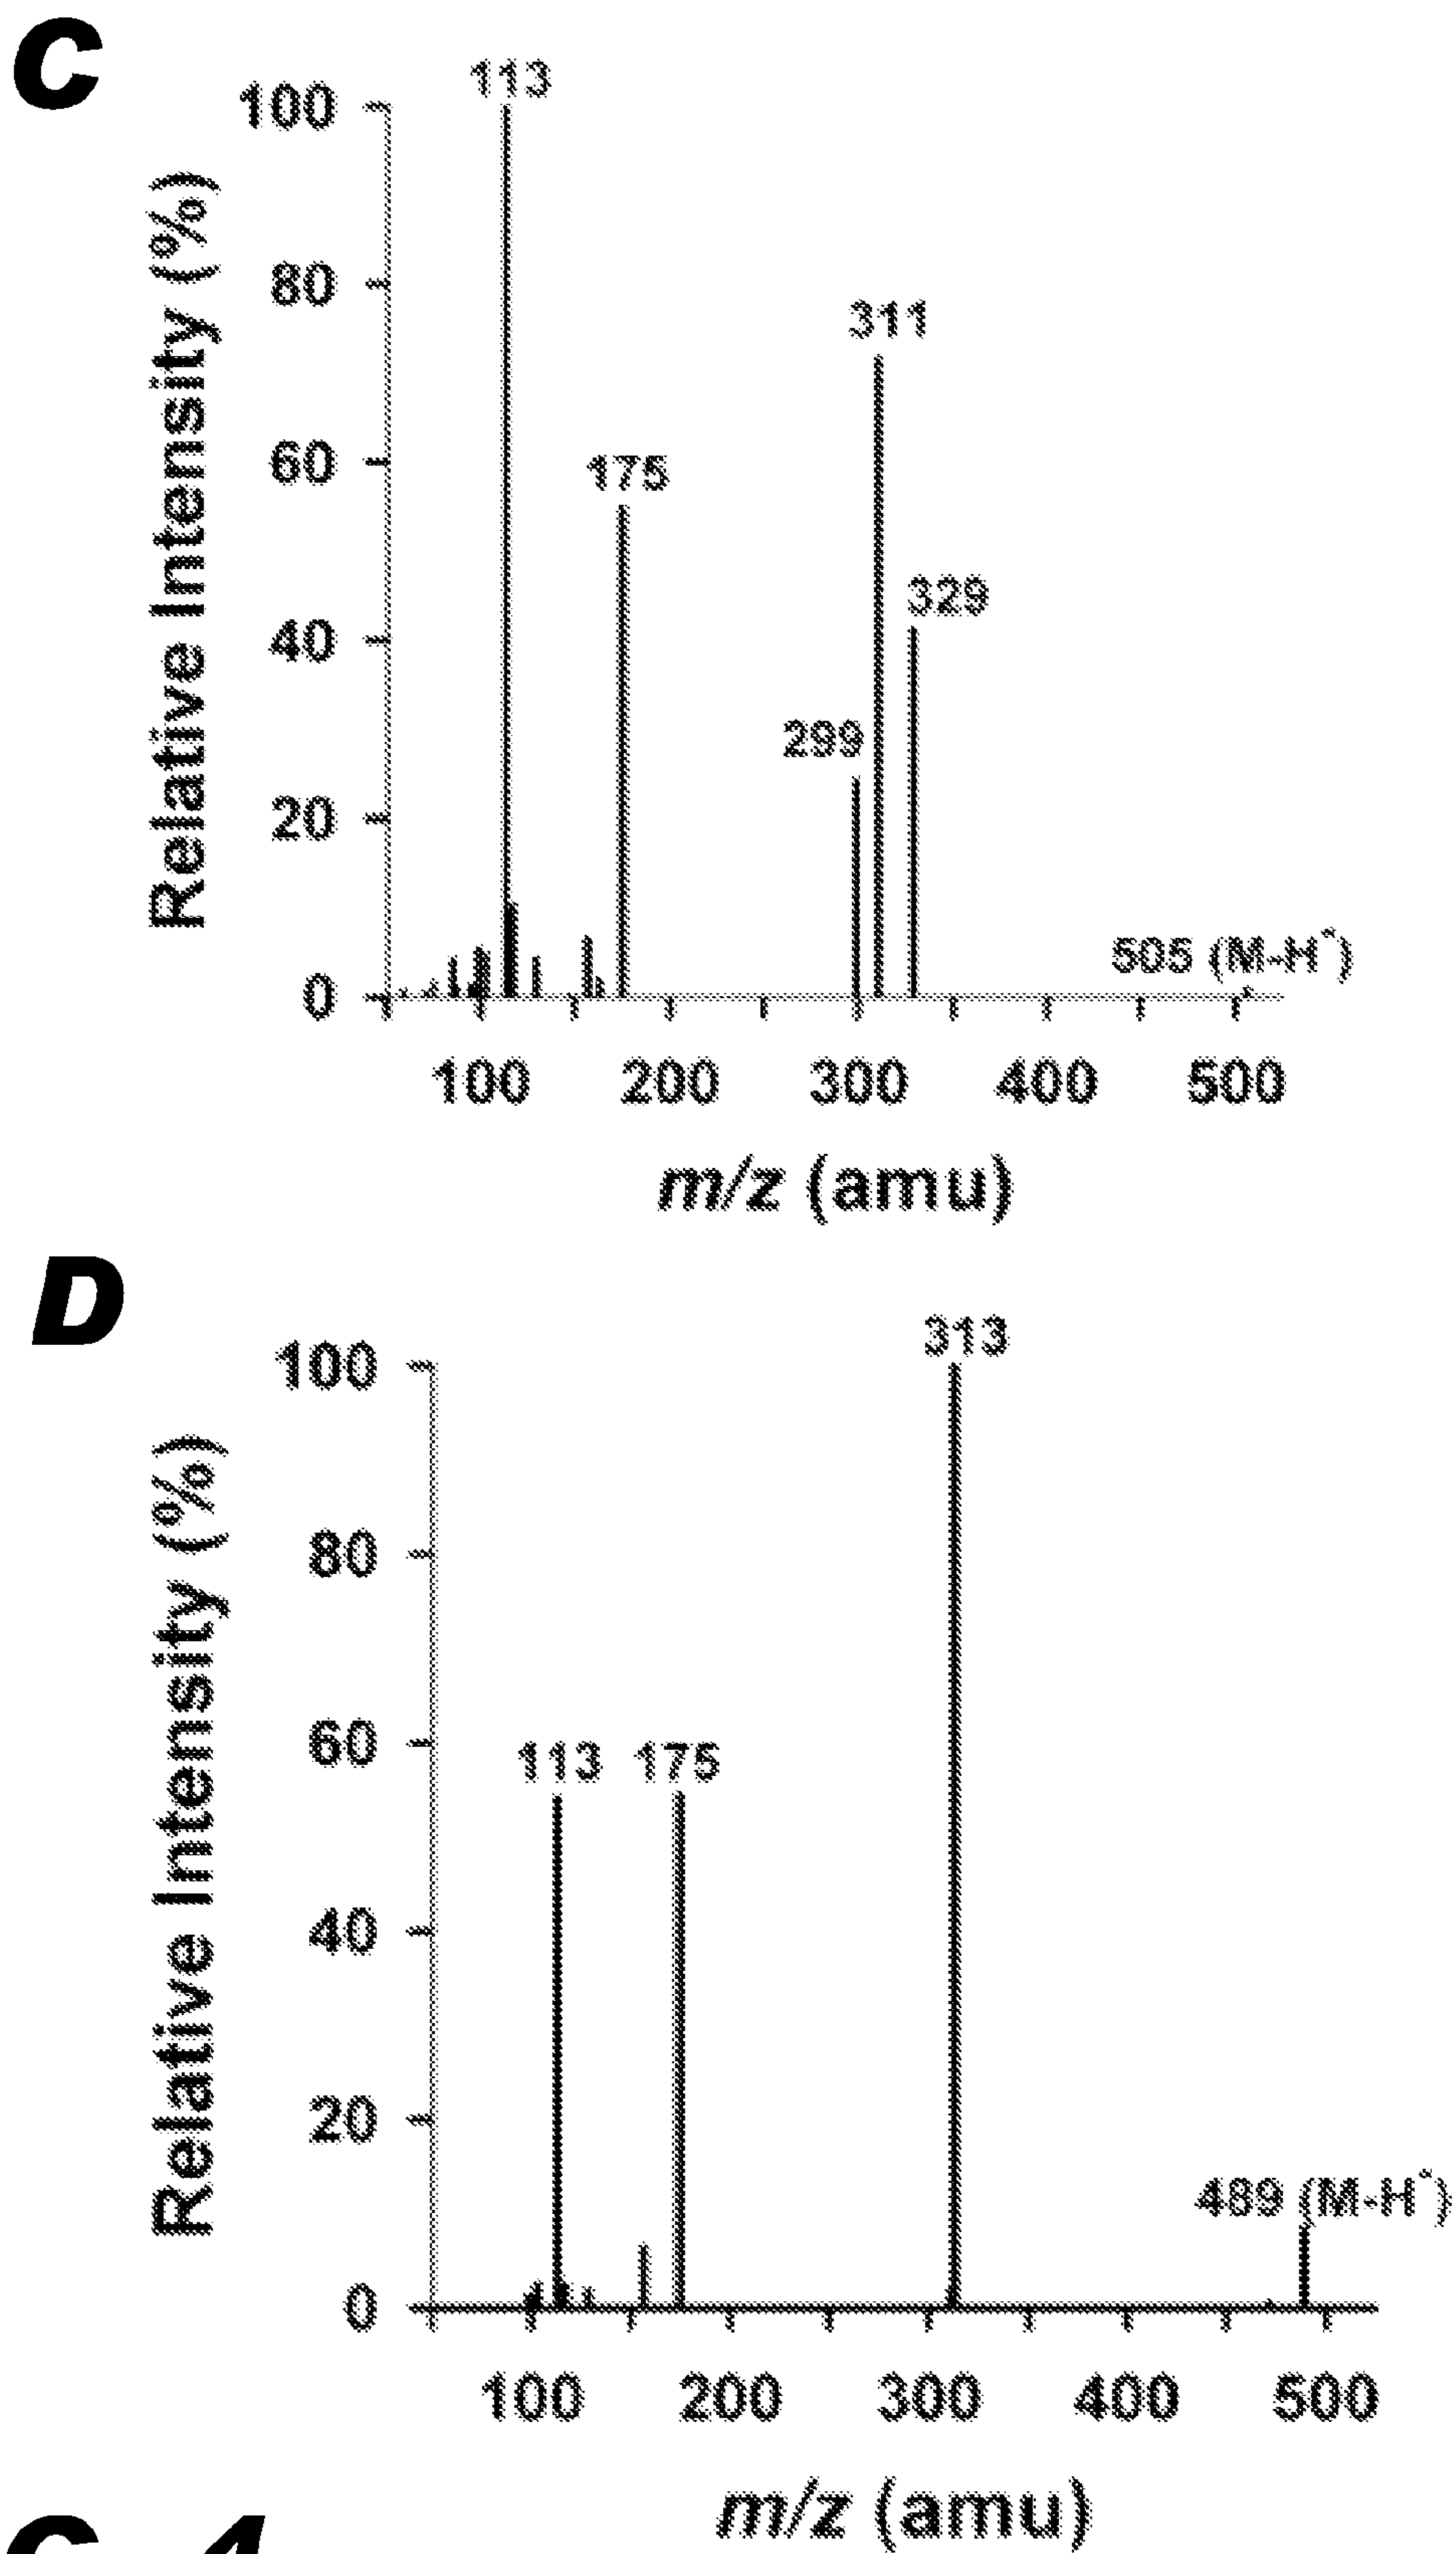 C
113
100
Relative Intensity (%)
80
311
60
175
329
40
299
20
505 (M-H-)
0
100 200 300 400 500
m/z (amu)
D
313
100
Relative Intensity (%)
80
60
113 175
40
20
489 (M-H-)
0
100 200 300 400 500
m/z (amu)